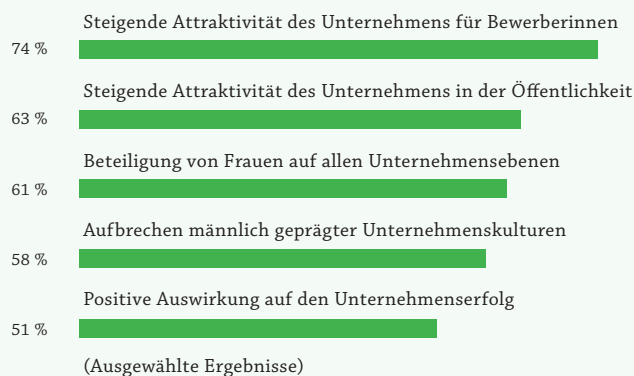 Steigende Attraktivität des Unternehmens für Bewerberinnen
74 %
Steigende Attraktivität des Unternehmens in der Öffentlichkeit
63 %
Beteiligung von Frauen auf allen Unternehmensebenen
61 %
Aufbrechen männlich geprägter Unternehmenskulturen
58 %
Positive Auswirkung auf den Unternehmenserfolg
51 %
(Ausgewählte Ergebnisse)